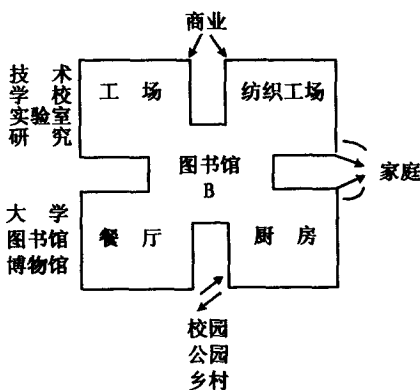 商业
技 术
学 校
实验室
研 究
工 场
纺织工场
图书馆
B
家庭
大 学
图书馆
博物馆
餐 厅
厨 房
校园
公园
乡村